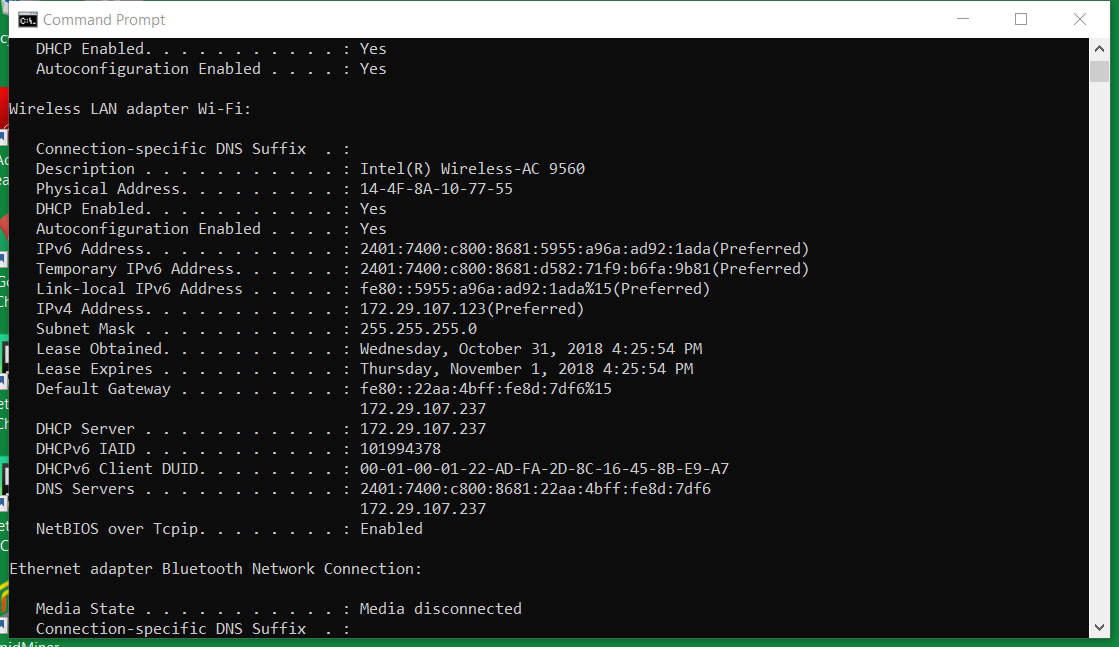 Command Prompt
DHCP Enabled. . . . . . . . . . . : Yes
Autoconfiguration Enabled . . . . : Yes
Wireless LAN adapter Wi-Fi:
Connection-specific DNS Suffix  . :
Description . . . . . . . . . . . : Intel(R) Wireless-AC 9560
Physical Address. . . . . . . . . : 14-4F-8A-10-77-55
DHCP Enabled. . . . . . . . . . . : Yes
Autoconfiguration Enabled . . . . : Yes
IPv6 Address. . . . . . . . . . . : 2401:7400:c800:8681:5955:a96a:ad92:1ada(Preferred)
Temporary IPv6 Address. . . . . . : 2401:7400:c800:8681:d582:71f9:b6fa:9b81(Preferred)
Link-local IPv6 Address . . . . . : fe80::5955:a96a:ad92:1ada%15(Preferred)
IPv4 Address. . . . . . . . . . . : 172.29.107.123(Preferred)
Subnet Mask . . . . . . . . . . . : 255.255.255.0
Lease Obtained. . . . . . . . . . : Wednesday, October 31, 2018 4:25:54 PM
Lease Expires . . . . . . . . . . : Thursday, November 1, 2018 4:25:54 PM
Default Gateway . . . . . . . . . : fe80::22aa:4bff:fe8d:7df6%15
172.29.107.237
DHCP Server . . . . . . . . . . . : 172.29.107.237
DHCPv6 IAID . . . . . . . . . . . : 101994378
DHCPv6 Client DUID. . . . . . . . : 00-01-00-01-22-AD-FA-2D-8C-16-45-8B-E9-A7
DNS Servers . . . . . . . . . . . : 2401:7400:c800:8681:22aa:4bff:fe8d:7df6
172.29.107.237
NetBIOS over Tcpip. . . . . . . . : Enabled
Ethernet adapter Bluetooth Network Connection:
Media State . . . . . . . . . . . : Media disconnected
Connection-specific DNS Suffix  . :